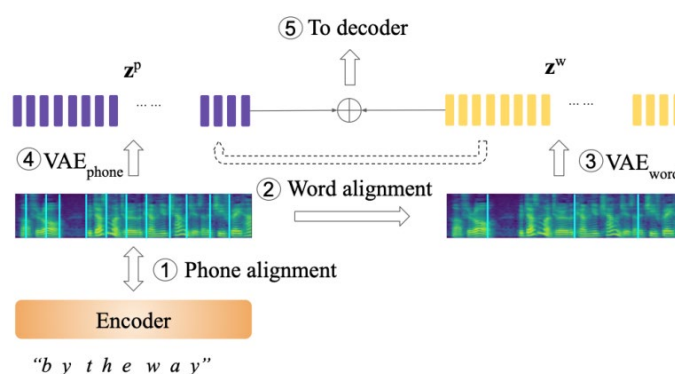 ⑤ To decoder
z^p
z^w
... ...
... ...
④ VAE_phone
③ VAE_word
② Word alignment
① Phone alignment
Encoder
“b y t h e w a y”